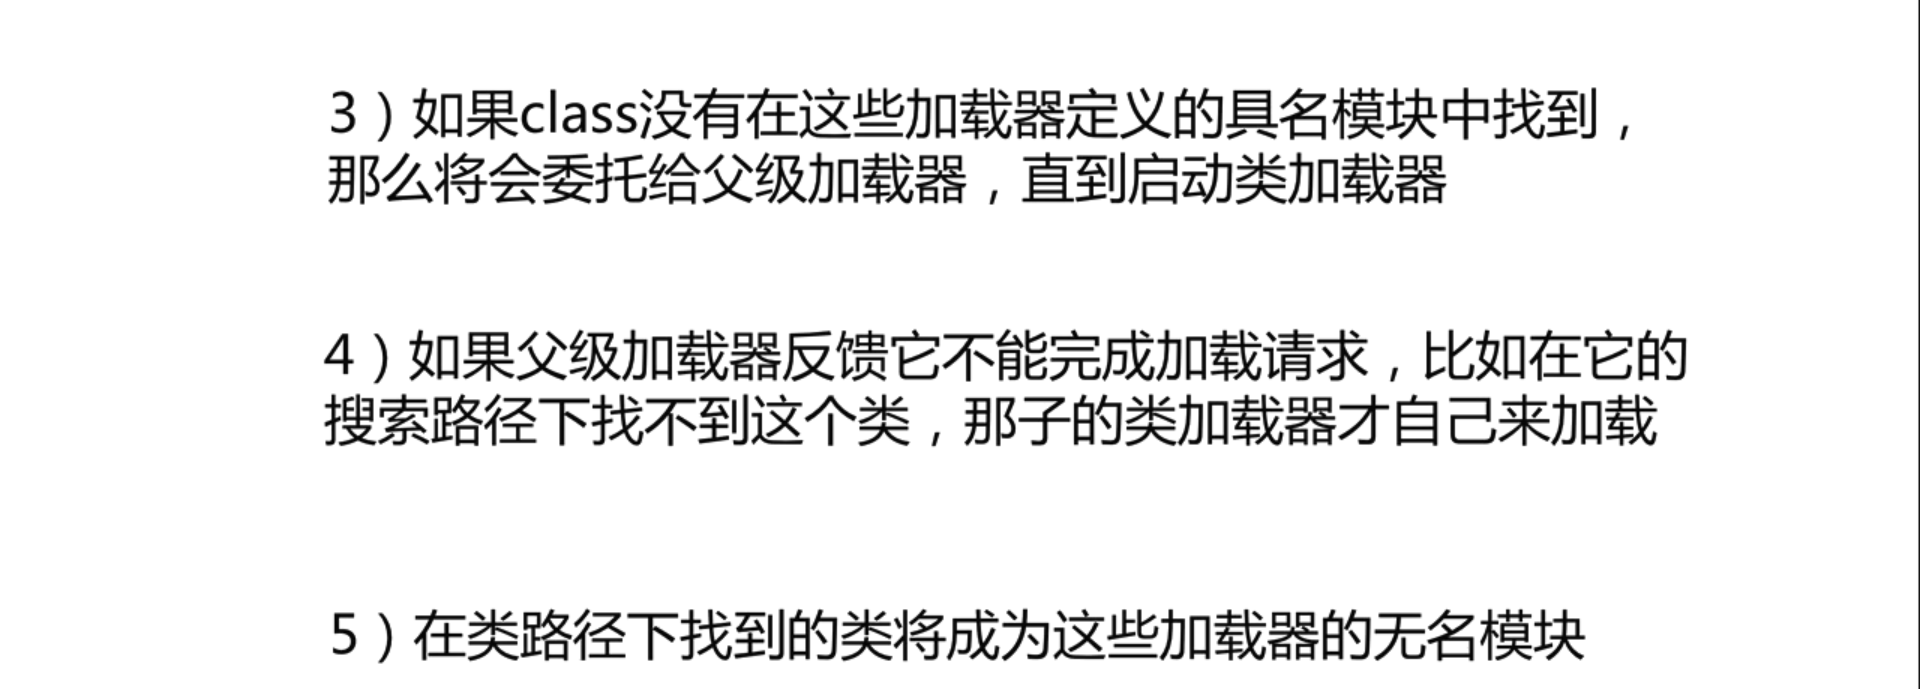 3）如果class没有在这些加载器定义的具名模块中找到，
那么将会委托给父级加载器，直到启动类加载器
4）如果父级加载器反馈它不能完成加载请求，比如在它的
搜索路径下找不到这个类，那子的类加载器才自己来加载
5）在类路径下找到的类将成为这些加载器的无名模块